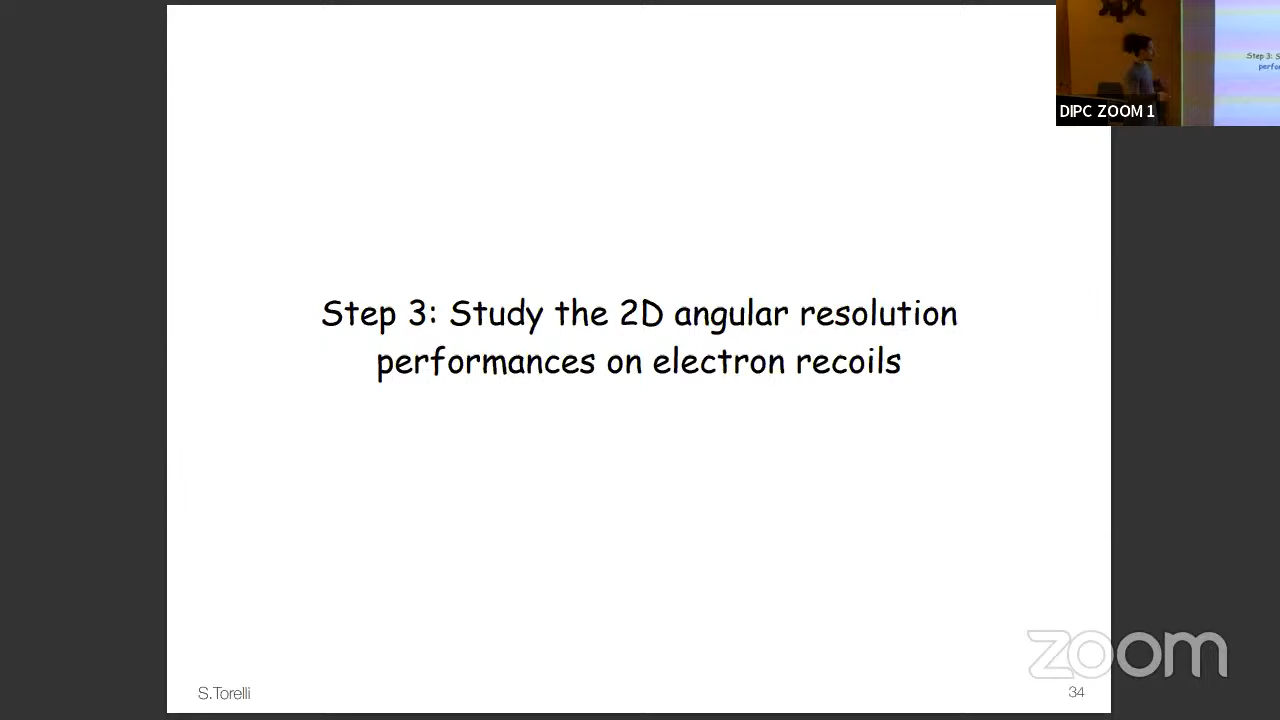 DIPC ZOOM 1
Step 3: Study the 2D angular resolution
performances on electron recoils
zoom
S.Torelli
34